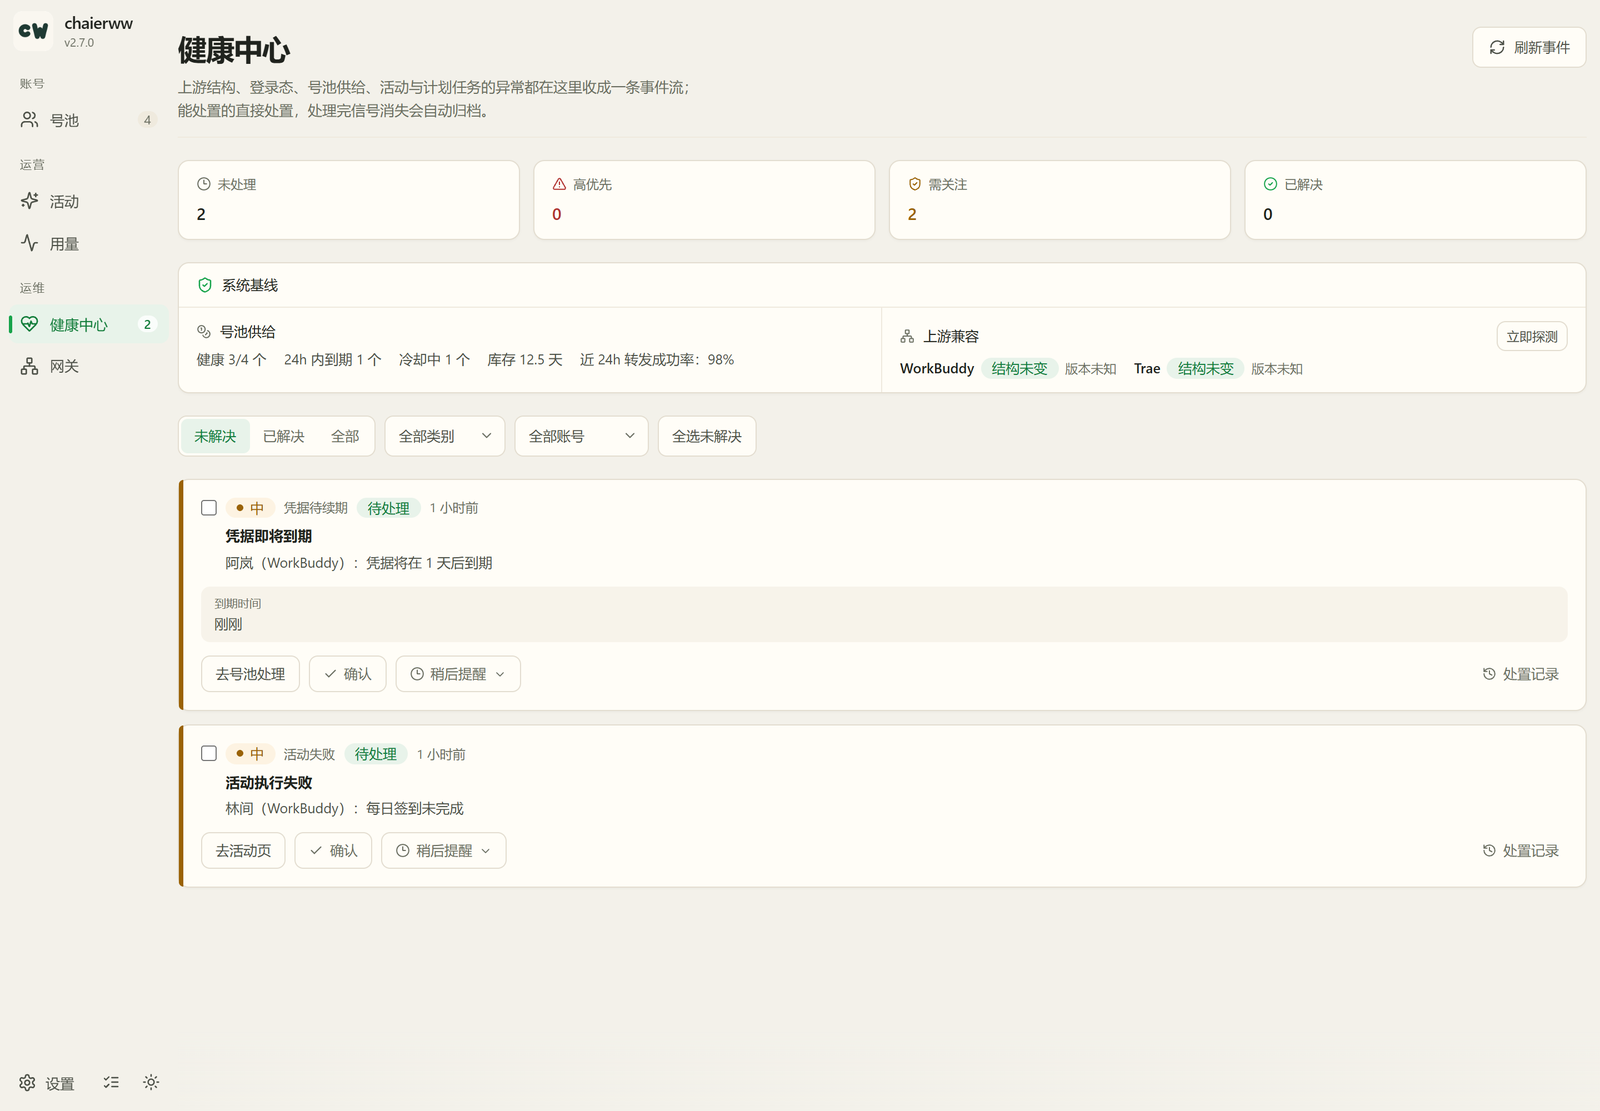 cw
chaierww
v2.7.0
账号
号池 4
运营
活动
用量
运维
健康中心 2
网关
设置
健康中心
上游结构、登录态、号池供给、活动与计划任务的异常都在这里收成一条事件流；
能处置的直接处置，处理完信号消失会自动归档。
刷新事件
未处理
2
高优先
0
需关注
2
已解决
0
系统基线
号池供给
健康 3/4 个 24h 内到期 1 个 冷却中 1 个 库存 12.5 天 近 24h 转发成功率：98%
上游兼容
立即探测
WorkBuddy 结构未变 版本未知 Trae 结构未变 版本未知
未解决 已解决 全部 全部类别 全部账号 全选未解决
中 凭据待续期 待处理 1 小时前
凭据即将到期
阿岚（WorkBuddy）：凭据将在 1 天后到期
到期时间
刚刚
去号池处理 确认 稍后提醒 处置记录
中 活动失败 待处理 1 小时前
活动执行失败
林间（WorkBuddy）：每日签到未完成
去活动页 确认 稍后提醒 处置记录